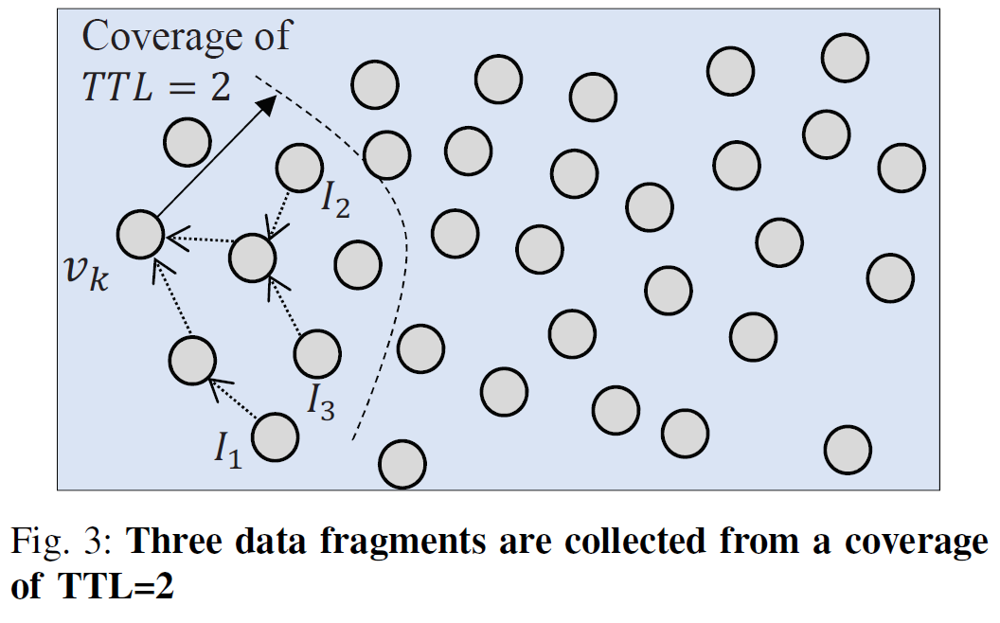 Coverage of
TTL = 2
I₂
vₖ
I₃
I₁
Fig. 3: Three data fragments are collected from a coverage
of TTL=2